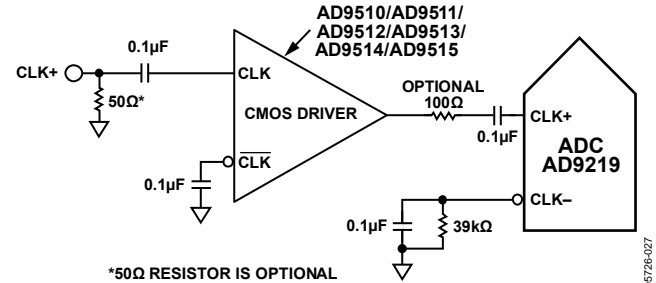 AD9510/AD9511/
AD9512/AD9513/
AD9514/AD9515
0.1µF
CLK+
50Ω*
CLK
CMOS DRIVER
CLK
0.1µF
OPTIONAL
100Ω
0.1µF
CLK+
ADC
AD9219
CLK–
0.1µF
39kΩ
*50Ω RESISTOR IS OPTIONAL
05726-027